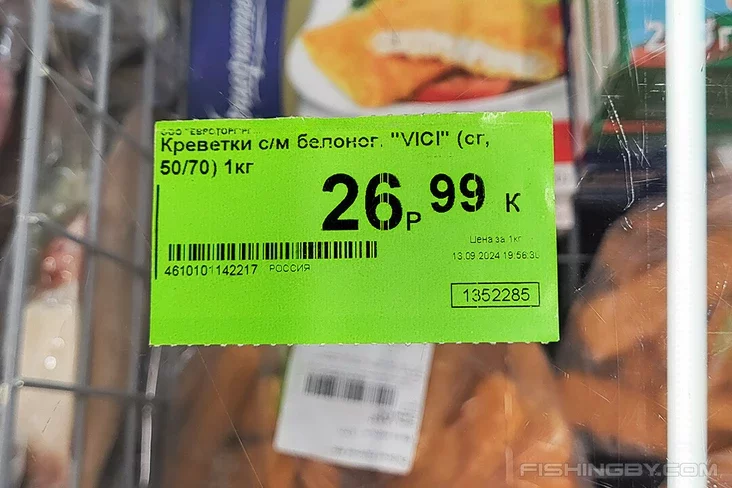 ООО "ЕВРОТОРГ"
Креветки с/м белоног. "VICI" (сг,
50/70) 1кг
26Р 99 К
Цена за 1кг
13.09.2024 19:56:30
4610101142217 РОССИЯ
1352285
FISHINGBY.COM